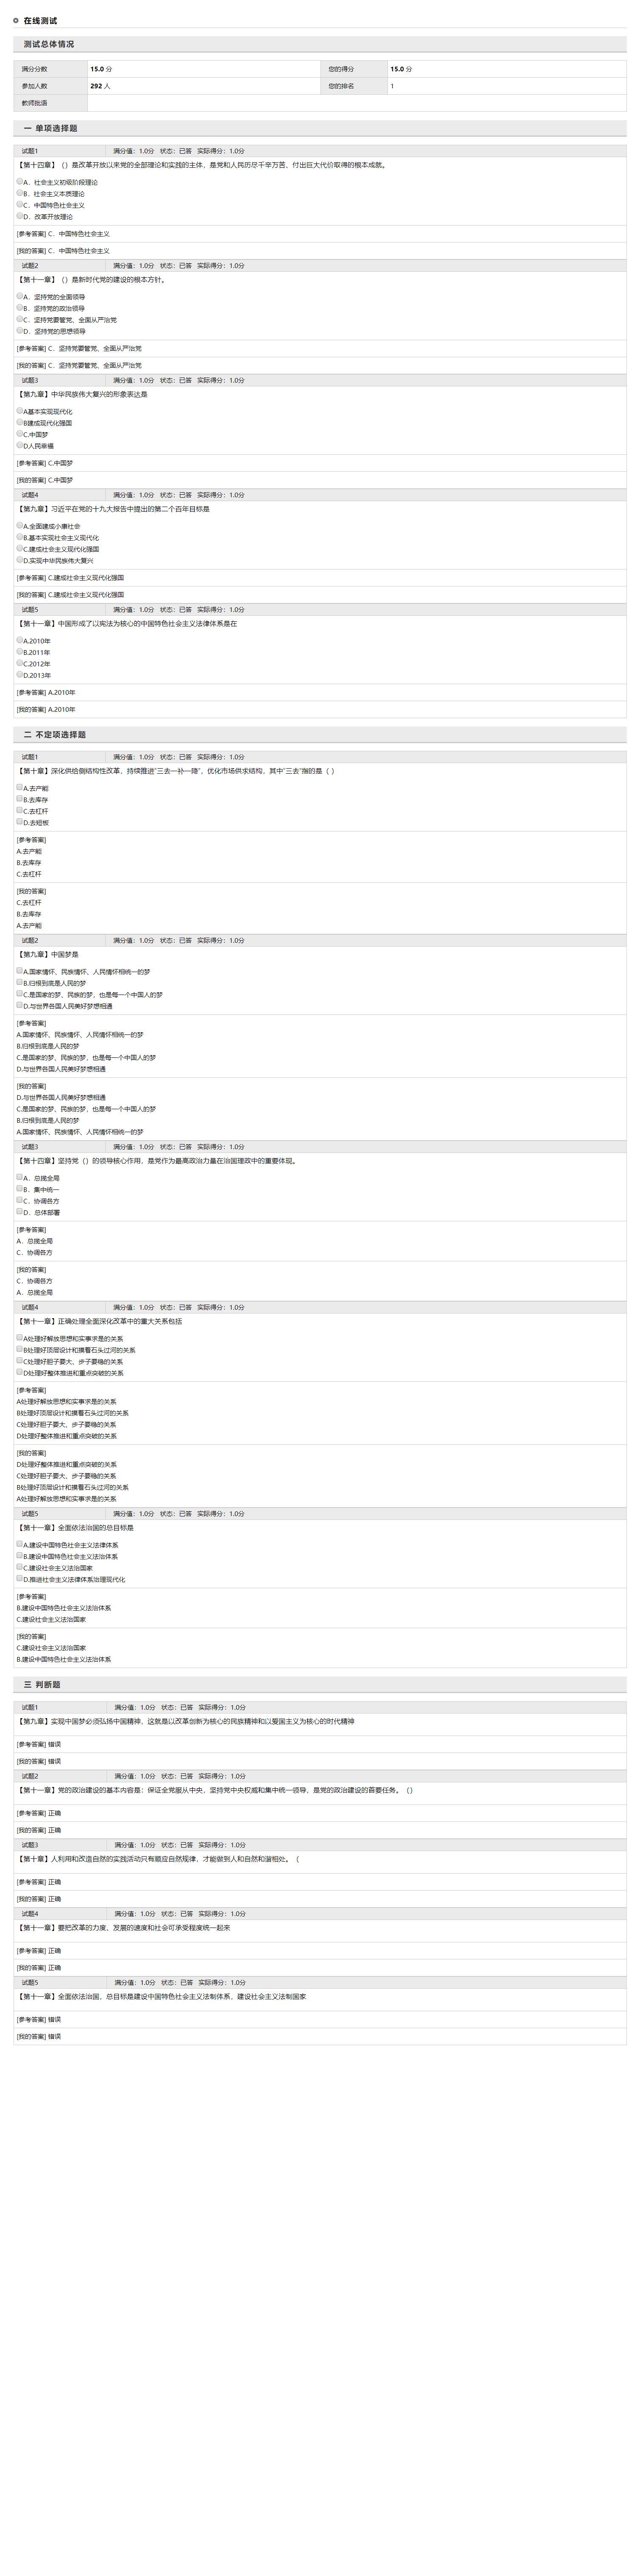 在线测试
测试总体情况
满分分数 15.0 分 您的得分 15.0 分
参加人数 292 人 您的排名 1
教师批语
一 单项选择题
试题1 满分值：1.0分 状态：已答 实际得分：1.0分
【第十四章】（）是改革开放以来党的全部理论和实践的主体，是党和人民历尽千辛万苦、付出巨大代价取得的根本成就。
A．社会主义初级阶段理论
B．社会主义本质理论
C．中国特色社会主义
D．改革开放理论
[参考答案] C．中国特色社会主义
[我的答案] C．中国特色社会主义
试题2 满分值：1.0分 状态：已答 实际得分：1.0分
【第十一章】（）是新时代党的建设的根本方针。
A．坚持党的全面领导
B．坚持党的政治领导
C．坚持党要管党、全面从严治党
D．坚持党的思想领导
[参考答案] C．坚持党要管党、全面从严治党
[我的答案] C．坚持党要管党、全面从严治党
试题3 满分值：1.0分 状态：已答 实际得分：1.0分
【第九章】中华民族伟大复兴的形象表达是
A基本实现现代化
B建成现代化强国
C.中国梦
D人民幸福
[参考答案] C.中国梦
[我的答案] C.中国梦
试题4 满分值：1.0分 状态：已答 实际得分：1.0分
【第九章】习近平在党的十九大报告中提出的第二个百年目标是
A.全面建成小康社会
B.基本实现社会主义现代化
C.建成社会主义现代化强国
D.实现中华民族伟大复兴
[参考答案] C.建成社会主义现代化强国
[我的答案] C.建成社会主义现代化强国
试题5 满分值：1.0分 状态：已答 实际得分：1.0分
【第十一章】中国形成了以宪法为核心的中国特色社会主义法律体系是在
A.2010年
B.2011年
C.2012年
D.2013年
[参考答案] A.2010年
[我的答案] A.2010年
二 不定项选择题
试题1 满分值：1.0分 状态：已答 实际得分：1.0分
【第十章】深化供给侧结构性改革，持续推进“三去一补一降”，优化市场供求结构，其中“三去”指的是（ ）
A.去产能
B.去库存
C.去杠杆
D.去短板
[参考答案]
A.去产能
B.去库存
C.去杠杆
[我的答案]
C.去杠杆
B.去库存
A.去产能
试题2 满分值：1.0分 状态：已答 实际得分：1.0分
【第九章】中国梦是
A.国家情怀、民族情怀、人民情怀相统一的梦
B.归根到底是人民的梦
C.是国家的梦、民族的梦，也是每一个中国人的梦
D.与世界各国人民美好梦想相通
[参考答案]
A.国家情怀、民族情怀、人民情怀相统一的梦
B.归根到底是人民的梦
C.是国家的梦、民族的梦，也是每一个中国人的梦
D.与世界各国人民美好梦想相通
[我的答案]
D.与世界各国人民美好梦想相通
C.是国家的梦、民族的梦，也是每一个中国人的梦
B.归根到底是人民的梦
A.国家情怀、民族情怀、人民情怀相统一的梦
试题3 满分值：1.0分 状态：已答 实际得分：1.0分
【第十四章】坚持党（）的领导核心作用，是党作为最高政治力量在治国理政中的重要体现。
A．总揽全局
B．集中统一
C．协调各方
D．总体部署
[参考答案]
A．总揽全局
C．协调各方
[我的答案]
C．协调各方
A．总揽全局
试题4 满分值：1.0分 状态：已答 实际得分：1.0分
【第十一章】正确处理全面深化改革中的重大关系包括
A处理好解放思想和实事求是的关系
B处理好顶层设计和摸着石头过河的关系
C处理好胆子要大、步子要稳的关系
D处理好整体推进和重点突破的关系
[参考答案]
A处理好解放思想和实事求是的关系
B处理好顶层设计和摸着石头过河的关系
C处理好胆子要大、步子要稳的关系
D处理好整体推进和重点突破的关系
[我的答案]
D处理好整体推进和重点突破的关系
C处理好胆子要大、步子要稳的关系
B处理好顶层设计和摸着石头过河的关系
A处理好解放思想和实事求是的关系
试题5 满分值：1.0分 状态：已答 实际得分：1.0分
【第十一章】全面依法治国的总目标是
A.建设中国特色社会主义法律体系
B.建设中国特色社会主义法治体系
C.建设社会主义法治国家
D.推进社会主义法律体系治理现代化
[参考答案]
B.建设中国特色社会主义法治体系
C.建设社会主义法治国家
[我的答案]
C.建设社会主义法治国家
B.建设中国特色社会主义法治体系
三 判断题
试题1 满分值：1.0分 状态：已答 实际得分：1.0分
【第九章】实现中国梦必须弘扬中国精神，这就是以改革创新为核心的民族精神和以爱国主义为核心的时代精神
[参考答案] 错误
[我的答案] 错误
试题2 满分值：1.0分 状态：已答 实际得分：1.0分
【第十一章】党的政治建设的基本内容是：保证全党服从中央，坚持党中央权威和集中统一领导，是党的政治建设的首要任务。（）
[参考答案] 正确
[我的答案] 正确
试题3 满分值：1.0分 状态：已答 实际得分：1.0分
【第十章】人利用和改造自然的实践活动只有顺应自然规律，才能做到人和自然和谐相处。（
[参考答案] 正确
[我的答案] 正确
试题4 满分值：1.0分 状态：已答 实际得分：1.0分
【第十一章】要把改革的力度、发展的速度和社会可承受程度统一起来
[参考答案] 正确
[我的答案] 正确
试题5 满分值：1.0分 状态：已答 实际得分：1.0分
【第十一章】全面依法治国，总目标是建设中国特色社会主义法制体系，建设社会主义法制国家
[参考答案] 错误
[我的答案] 错误